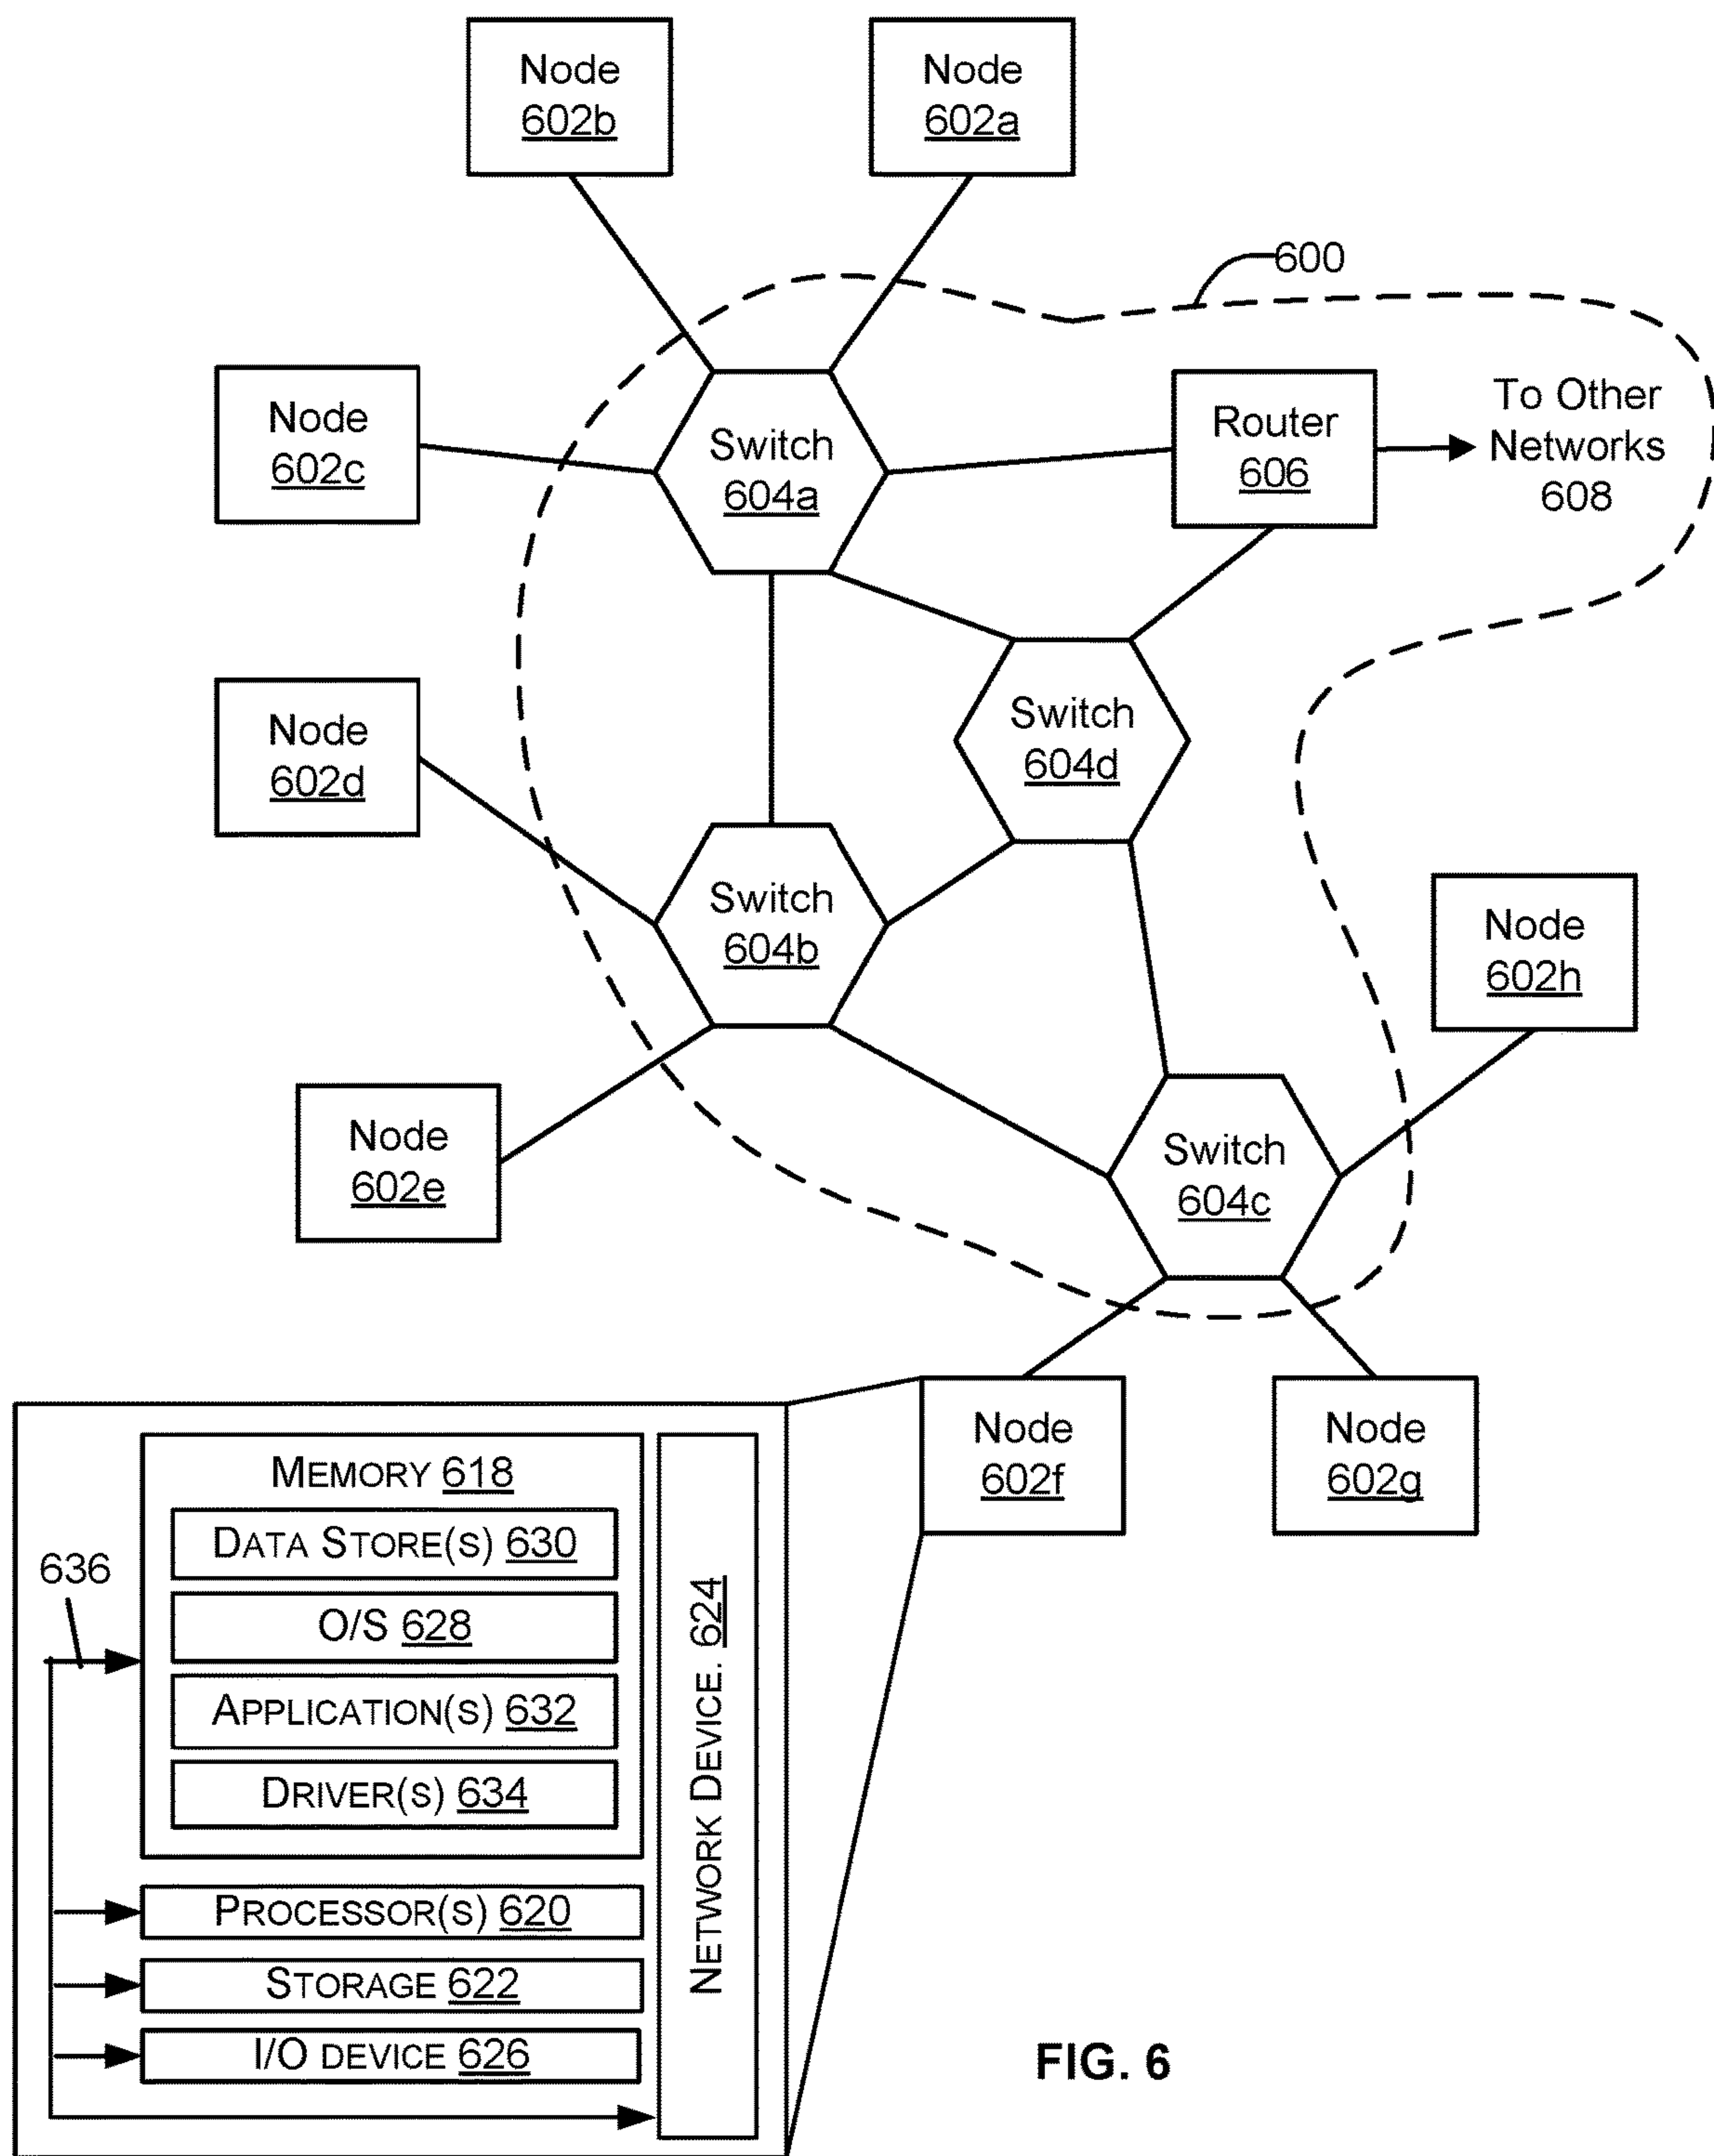 Node
602b
Node
602a
600
Node
602c
Switch
604a
Router
606
To Other
Networks
608
Node
602d
Switch
604d
Switch
604b
Node
602h
Node
602e
Switch
604c
Node
602f
Node
602g
MEMORY 618
DATA STORE(S) 630
636
O/S 628
APPLICATION(S) 632
DRIVER(S) 634
NETWORK DEVICE. 624
PROCESSOR(S) 620
STORAGE 622
I/O DEVICE 626
FIG. 6